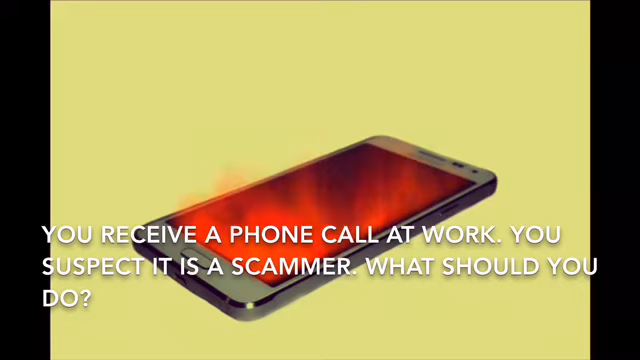 YOU RECEIVE A PHONE CALL AT WORK. YOU
SUSPECT IT IS A SCAMMER. WHAT SHOULD YOU
DO?